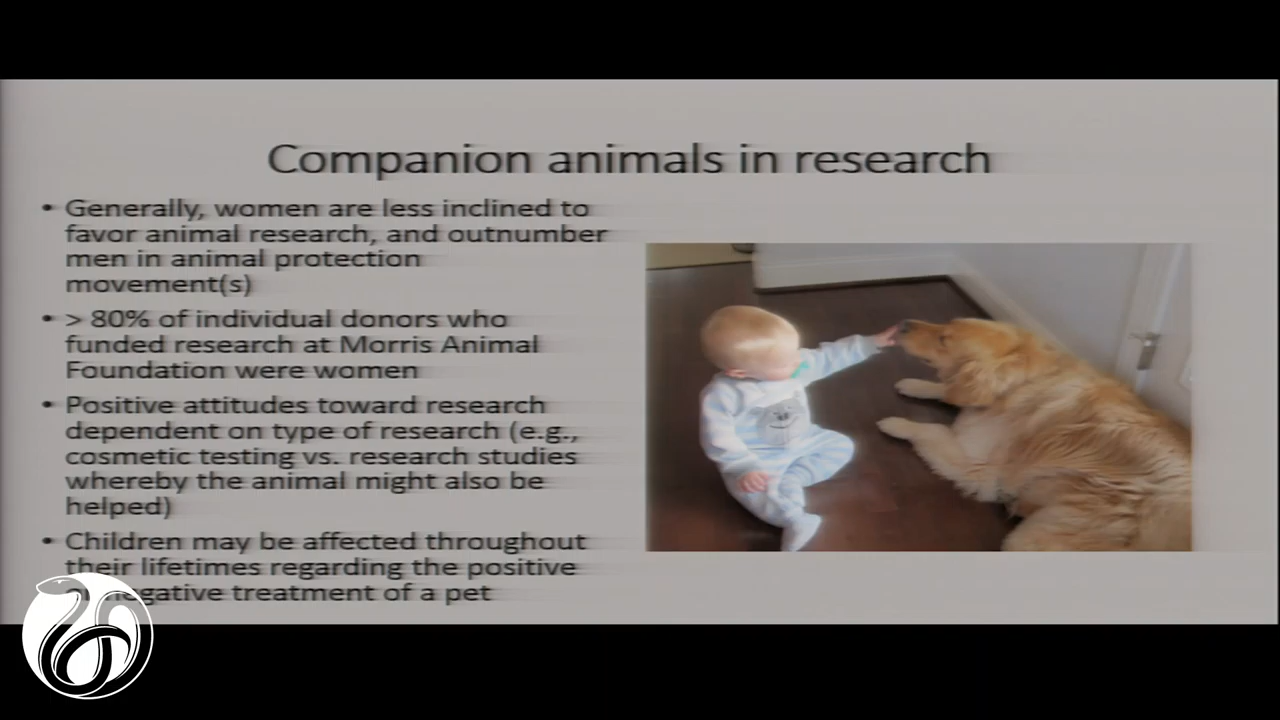 Companion animals in research
• Generally, women are less inclined to
favor animal research, and outnumber
men in animal protection
movement(s)
• > 80% of individual donors who
funded research at Morris Animal
Foundation were women
• Positive attitudes toward research
dependent on type of research (e.g.,
cosmetic testing vs. research studies
whereby the animal might also be
helped)
• Children may be affected throughout
their lifetimes regarding the positive
or negative treatment of a pet